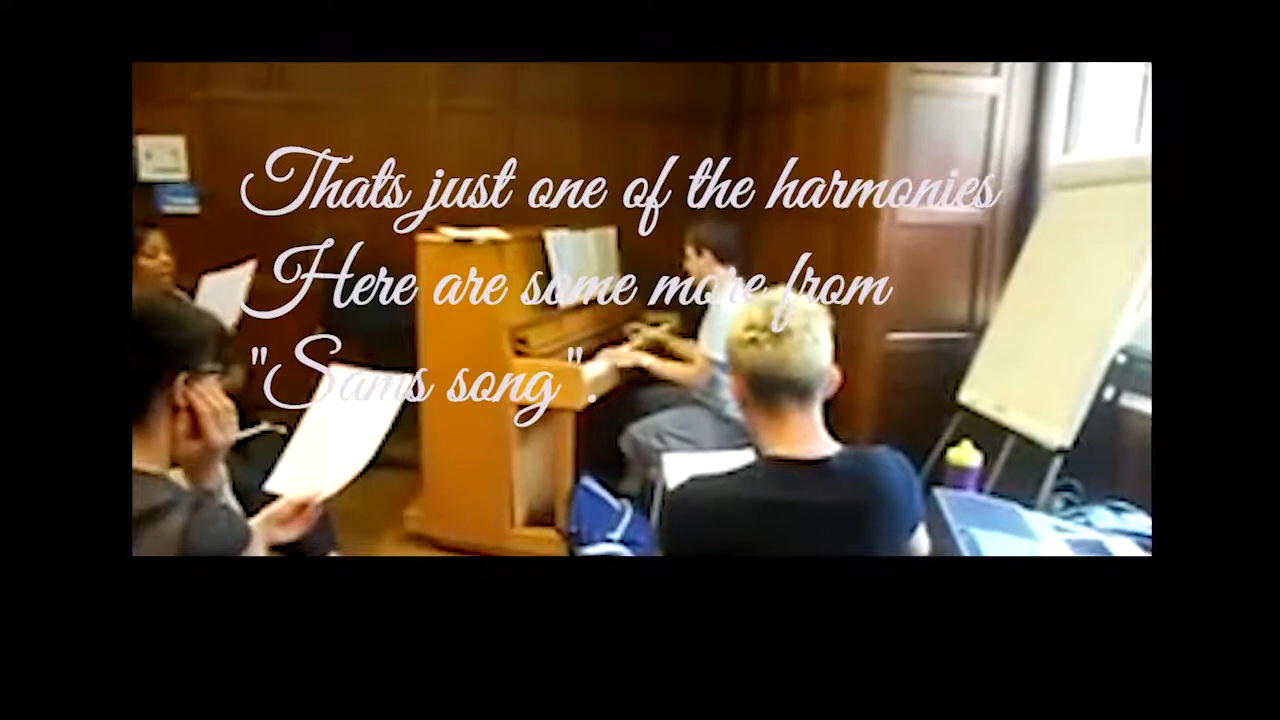 Thats just one of the harmonies
Here are some more from
"Sams song".